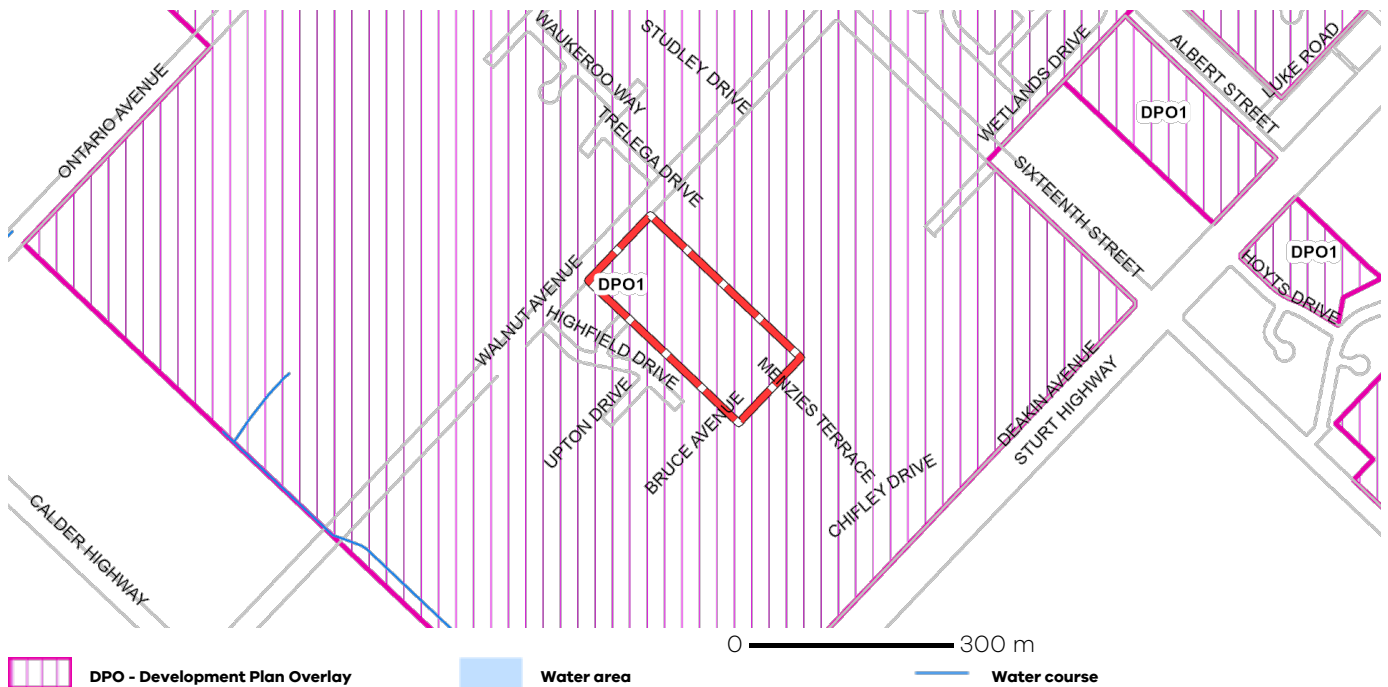 WAUKEROO WAY
STUDLEY DRIVE
WETLANDS DRIVE
ALBERT STREET
LUKE ROAD
ONTARIO AVENUE
DPO1
TRELEGA DRIVE
SIXTEENTH STREET
DPO1
HOYTS DRIVE
DPO1
WALNUT AVENUE
HIGHFIELD DRIVE
MENZIES TERRACE
UPTON DRIVE
BRUCE AVENUE
DEAKIN AVENUE
STURT HIGHWAY
CHIFLEY DRIVE
CALDER HIGHWAY
0 300 m
DPO - Development Plan Overlay
Water area
Water course